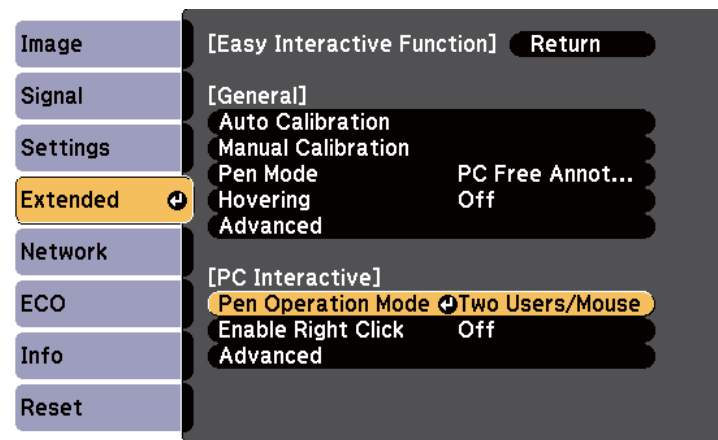 Image
Signal
Settings
Extended
Network
ECO
Info
Reset
[Easy Interactive Function] Return
[General]
Auto Calibration
Manual Calibration
Pen Mode PC Free Annot...
Hovering Off
Advanced
[PC Interactive]
Pen Operation Mode Two Users/Mouse
Enable Right Click Off
Advanced